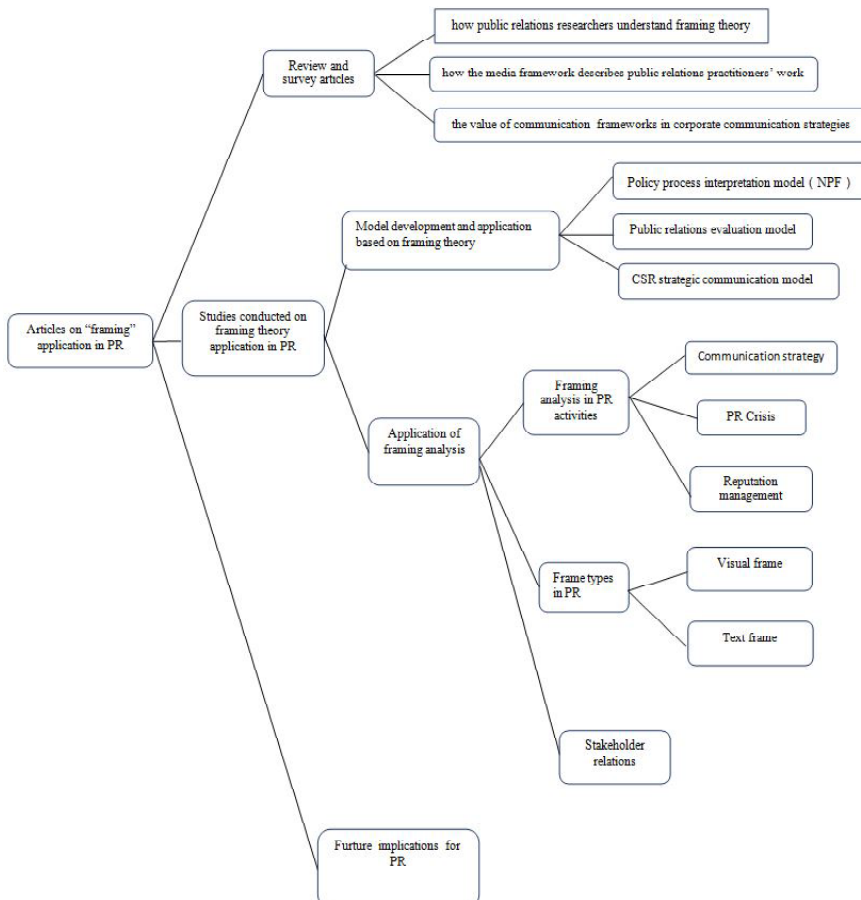 how public relations researchers understand framing theory
Review and
survey articles
how the media framework describes public relations practitioners’ work
the value of communication frameworks in corporate communication strategies
Policy process interpretation model ( NPF )
Model development and application
based on framing theory
Public relations evaluation model
CSR strategic communication model
Articles on “framing”
application in PR
Studies conducted on
framing theory
application in PR
Framing
analysis in PR
activities
Communication strategy
PR Crisis
Application of
framing analysis
Reputation
management
Frame types
in PR
Visual frame
Text frame
Stakeholder
relations
Furture implications for
PR